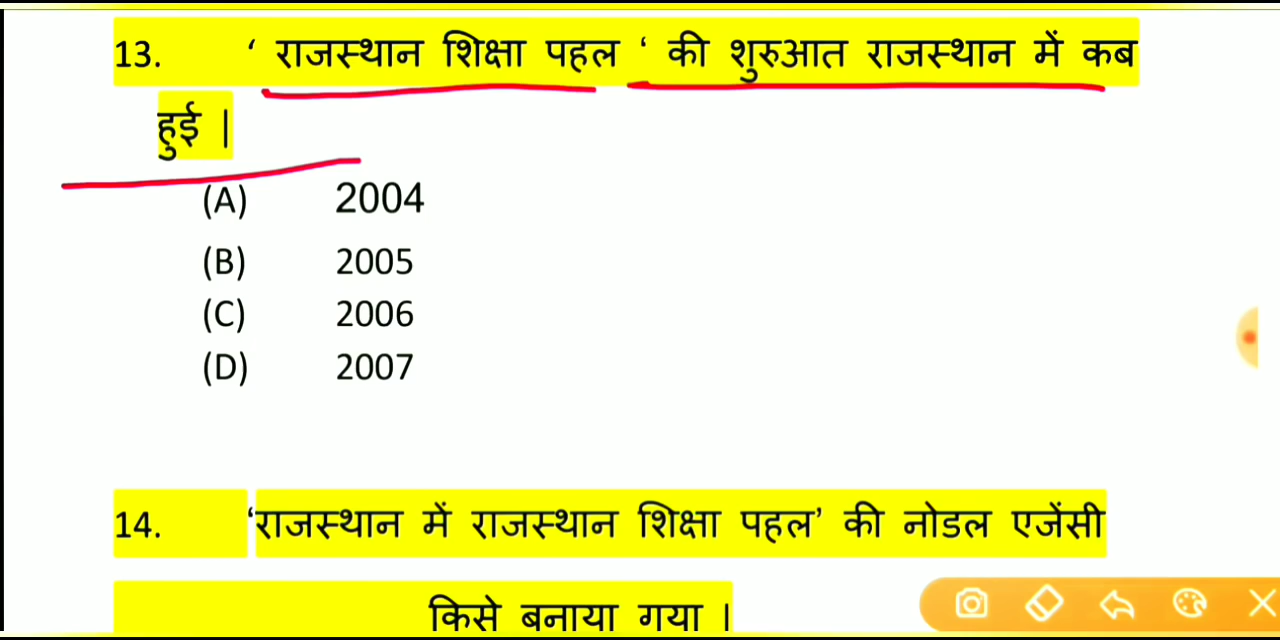 13. ‘ राजस्थान शिक्षा पहल ‘ की शुरुआत राजस्थान में कब
हुई |
(A) 2004
(B) 2005
(C) 2006
(D) 2007
14. ‘राजस्थान में राजस्थान शिक्षा पहल’ की नोडल एजेंसी
किसे बनाया गया |